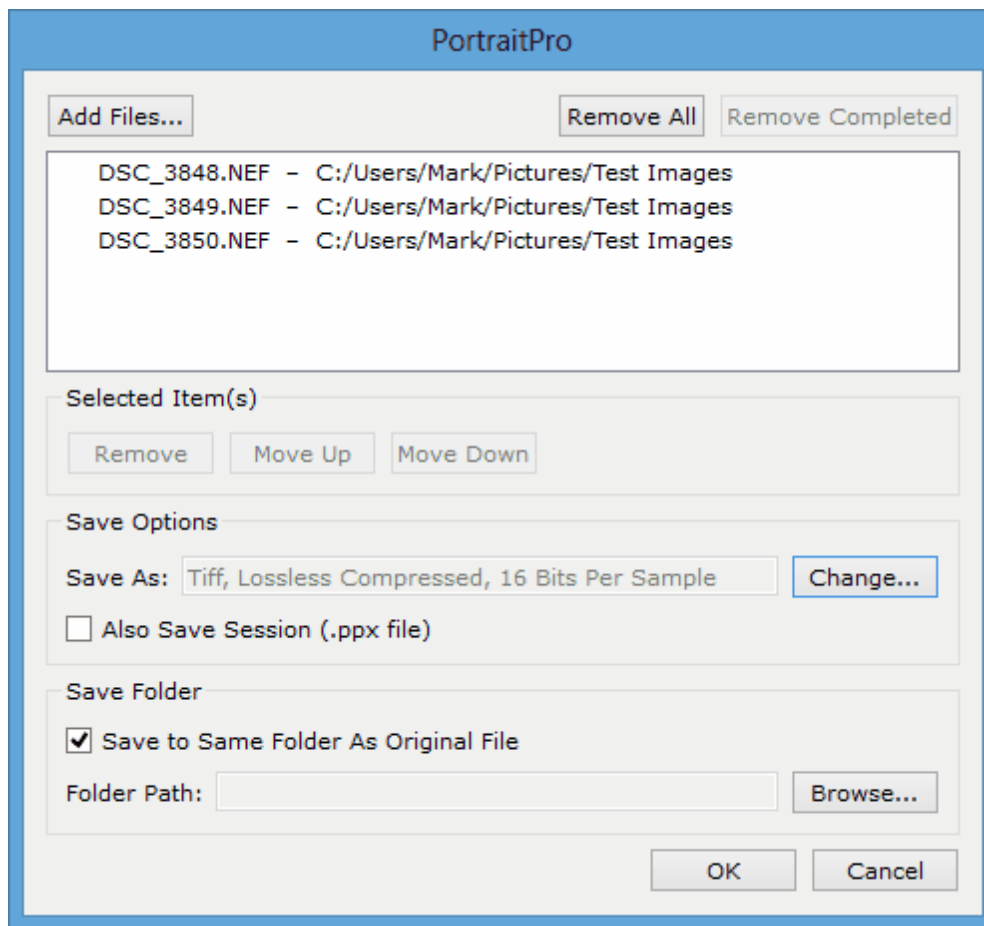 PortraitPro
Add Files... Remove All Remove Completed
DSC_3848.NEF – C:/Users/Mark/Pictures/Test Images
DSC_3849.NEF – C:/Users/Mark/Pictures/Test Images
DSC_3850.NEF – C:/Users/Mark/Pictures/Test Images
Selected Item(s)
Remove Move Up Move Down
Save Options
Save As: Tiff, Lossless Compressed, 16 Bits Per Sample Change...
Also Save Session (.ppx file)
Save Folder
Save to Same Folder As Original File
Folder Path: Browse...
OK Cancel